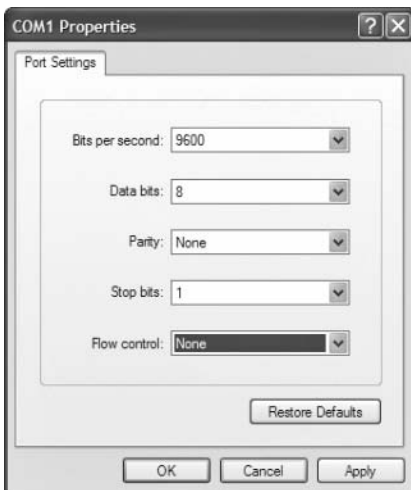 COM1 Properties
Port Settings
Bits per second: 9600
Data bits: 8
Parity: None
Stop bits: 1
Flow control: None
Restore Defaults
OK Cancel Apply